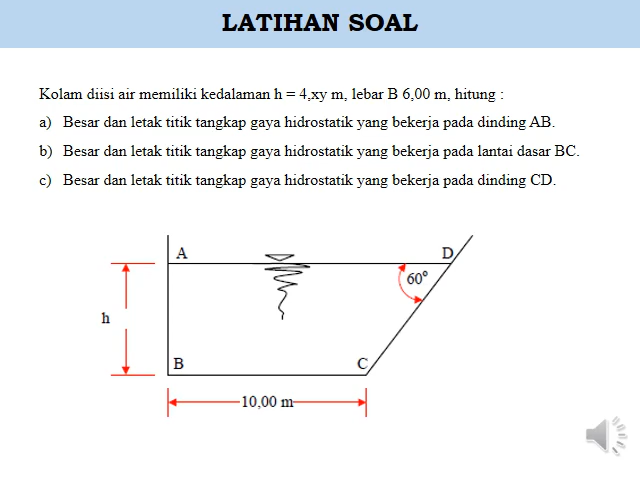 LATIHAN SOAL
Kolam diisi air memiliki kedalaman h = 4,xy m, lebar B 6,00 m, hitung :
a) Besar dan letak titik tangkap gaya hidrostatik yang bekerja pada dinding AB.
b) Besar dan letak titik tangkap gaya hidrostatik yang bekerja pada lantai dasar BC.
c) Besar dan letak titik tangkap gaya hidrostatik yang bekerja pada dinding CD.
A
D
60°
h
B
C
10,00 m